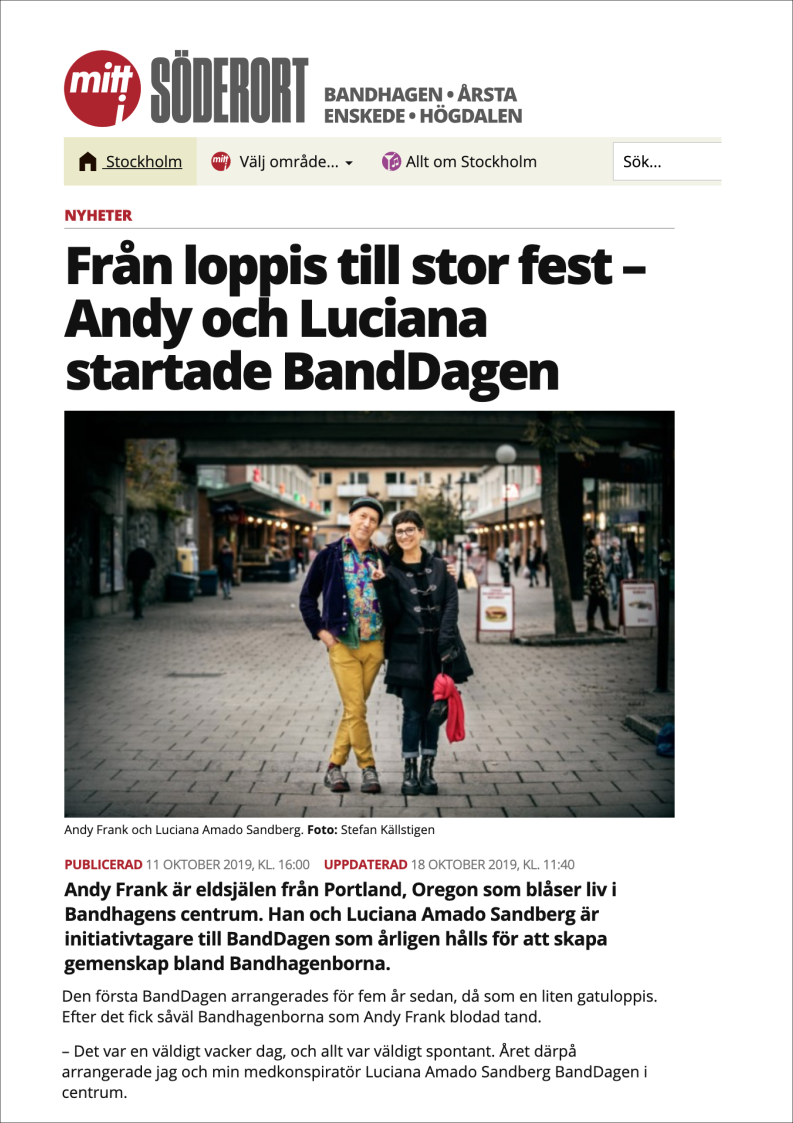 mitt i SÖDERORT
BANDHAGEN • ÅRSTA
ENSKEDE • HÖGDALEN
Stockholm
mitt i Välj område...
Allt om Stockholm
Sök...
NYHETER
Från loppis till stor fest –
Andy och Luciana
startade BandDagen
Andy Frank och Luciana Amado Sandberg. Foto: Stefan Källstigen
PUBLICERAD 11 OKTOBER 2019, KL. 16:00 UPPDATERAD 18 OKTOBER 2019, KL. 11:40
Andy Frank är eldsjälen från Portland, Oregon som blåser liv i
Bandhagens centrum. Han och Luciana Amado Sandberg är
initiativtagare till BandDagen som årligen hålls för att skapa
gemenskap bland Bandhagenborna.
Den första BandDagen arrangerades för fem år sedan, då som en liten gatuloppis.
Efter det fick såväl Bandhagenborna som Andy Frank blodad tand.
– Det var en väldigt vacker dag, och allt var väldigt spontant. Året därpå
arrangerade jag och min medkonspiratör Luciana Amado Sandberg BandDagen i
centrum.